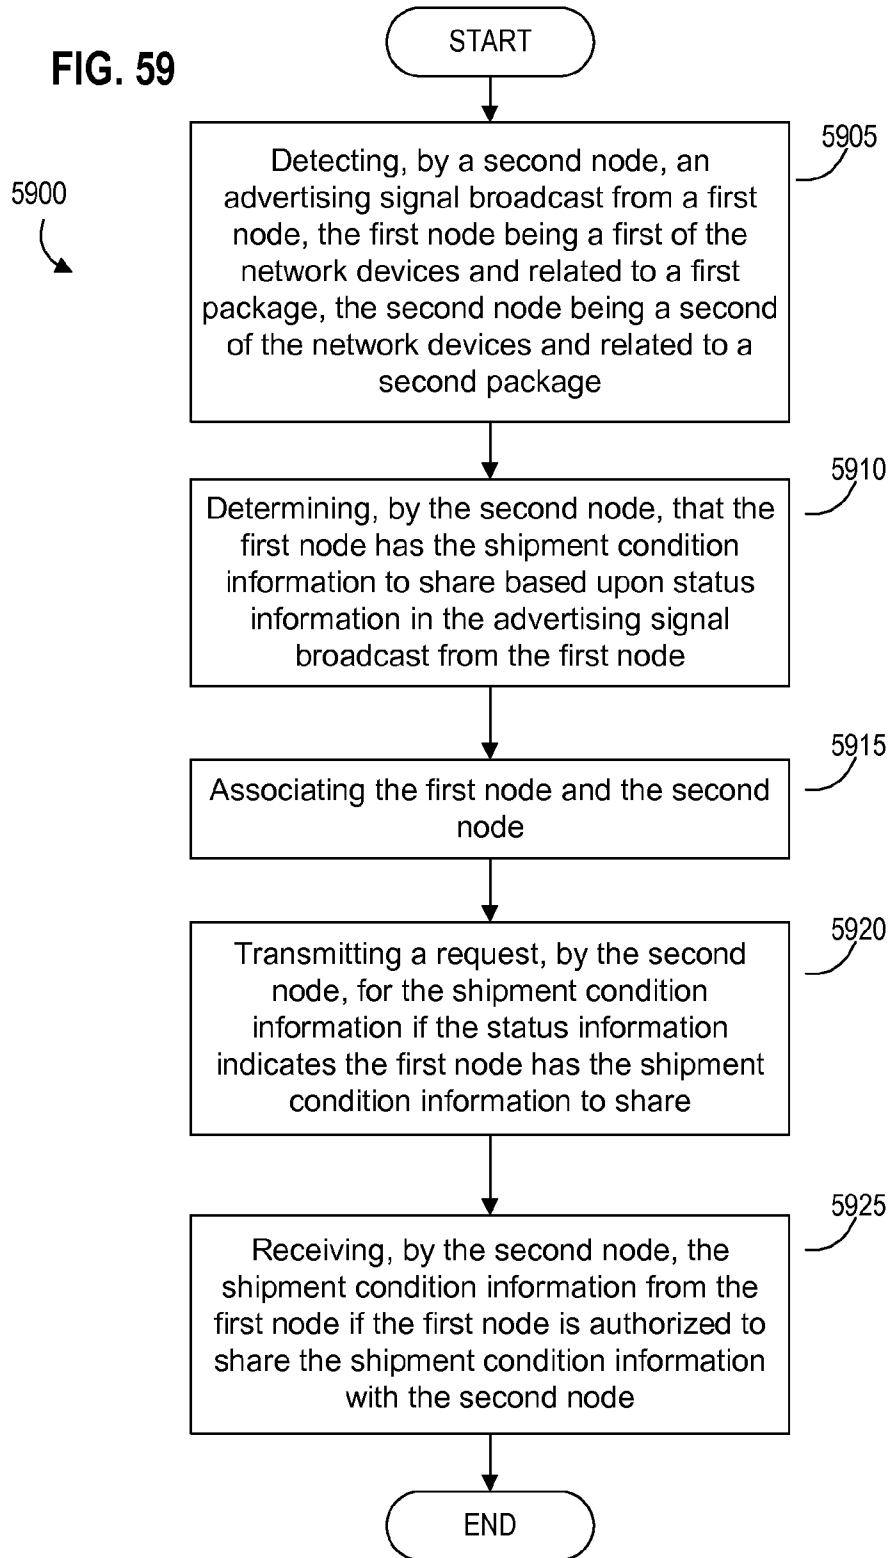 START
FIG. 59
5900
5905
Detecting, by a second node, an
advertising signal broadcast from a first
node, the first node being a first of the
network devices and related to a first
package, the second node being a second
of the network devices and related to a
second package
5910
Determining, by the second node, that the
first node has the shipment condition
information to share based upon status
information in the advertising signal
broadcast from the first node
5915
Associating the first node and the second
node
5920
Transmitting a request, by the second
node, for the shipment condition
information if the status information
indicates the first node has the shipment
condition information to share
5925
Receiving, by the second node, the
shipment condition information from the
first node if the first node is authorized to
share the shipment condition information
with the second node
END